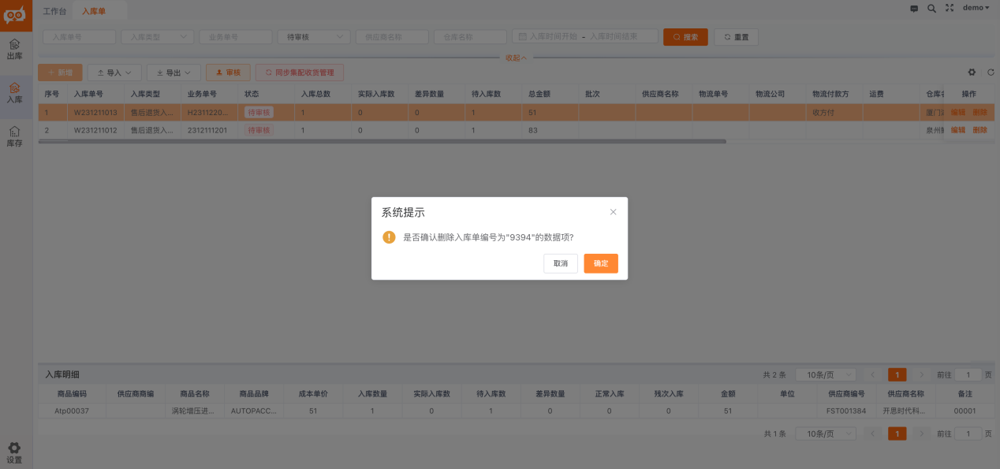 工作台 入库单 demo
出库
入库
库存
设置
入库单号 入库类型 业务单号 待审核 供应商名称 仓库名称 入库时间开始 - 入库时间结束 搜索 重置
收起
新增 导入 导出 审核 同步集配收货管理
序号 入库单号 入库类型 业务单号 状态 入库总数 实际入库数 差异数量 待入库数 总金额 批次 供应商名称 物流单号 物流公司 物流付款方 运费 操作
1 W231211013 售后退货入... H2311220... 待审核 1 0 0 1 51 收方付 编辑 删除
2 W231211012 售后退货入... 2312111201 待审核 1 0 0 1 83 编辑 删除
系统提示
是否确认删除入库单编号为"9394"的数据项?
取消 确定
入库明细 共 2 条 10条/页 1 前往 1 页
商品编码 供应商商编 商品名称 商品品牌 成本单价 入库数量 实际入库数 待入库数 差异数量 正常入库 残次入库 金额 单位 供应商编号 供应商名称 备注
Atp00037 涡轮增压进... AUTOPACC... 51 1 0 1 0 0 0 51 FST001384 开思时代科... 00001
共 1 条 10条/页 1 前往 1 页